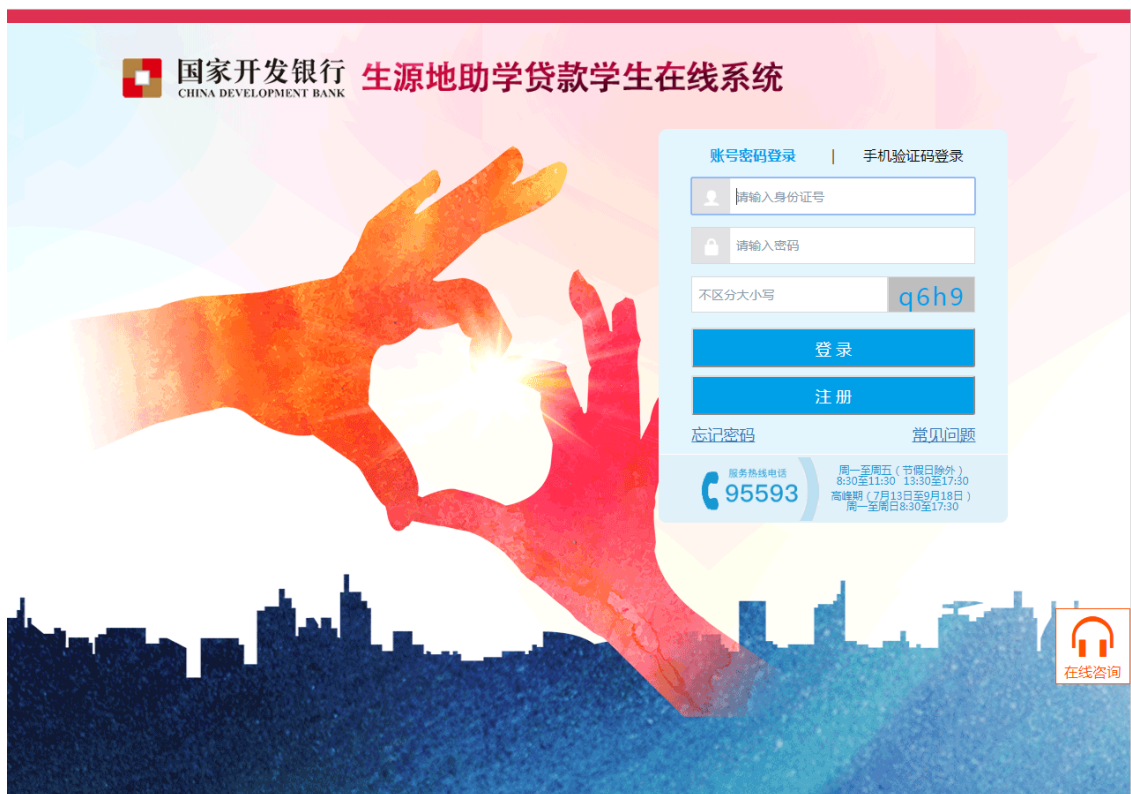 国家开发银行 生源地助学贷款学生在线系统
CHINA DEVELOPMENT BANK
账号密码登录 | 手机验证码登录
请输入身份证号
请输入密码
不区分大小写 q6h9
登录
注册
忘记密码 常见问题
服务热线电话
95593
周一至周五（节假日除外）
8:30至11:30 13:30至17:30
高峰期（7月13日至9月18日）
周一至周日8:30至17:30
在线咨询